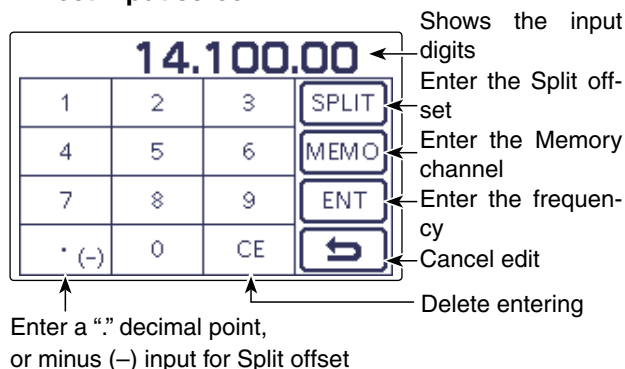 14.100.00
1 2 3 SPLIT
4 5 6 MEMO
7 8 9 ENT
. (–) 0 CE
Shows the input
digits
Enter the Split off-
set
Enter the Memory
channel
Enter the frequen-
cy
Cancel edit
Delete entering
Enter a “.” decimal point,
or minus (–) input for Split offset